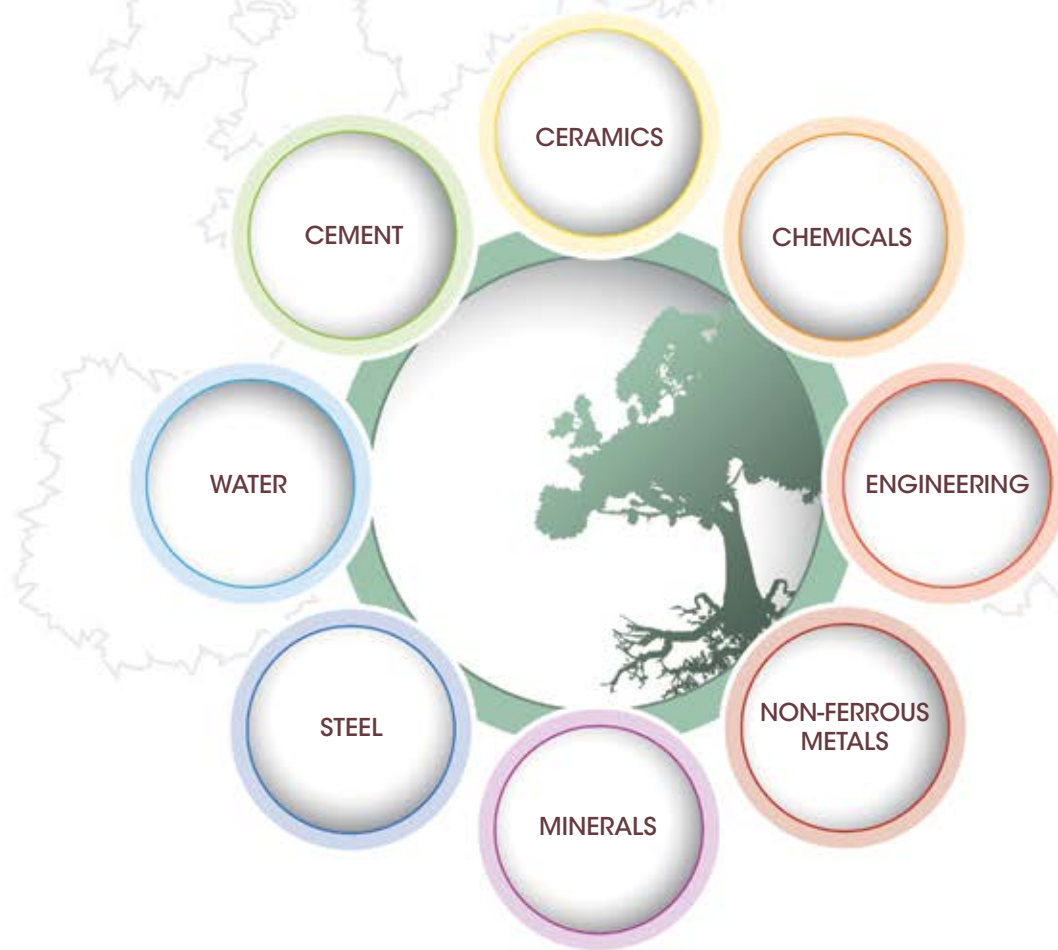 CERAMICS
CHEMICALS
ENGINEERING
NON-FERROUS
METALS
MINERALS
STEEL
WATER
CEMENT